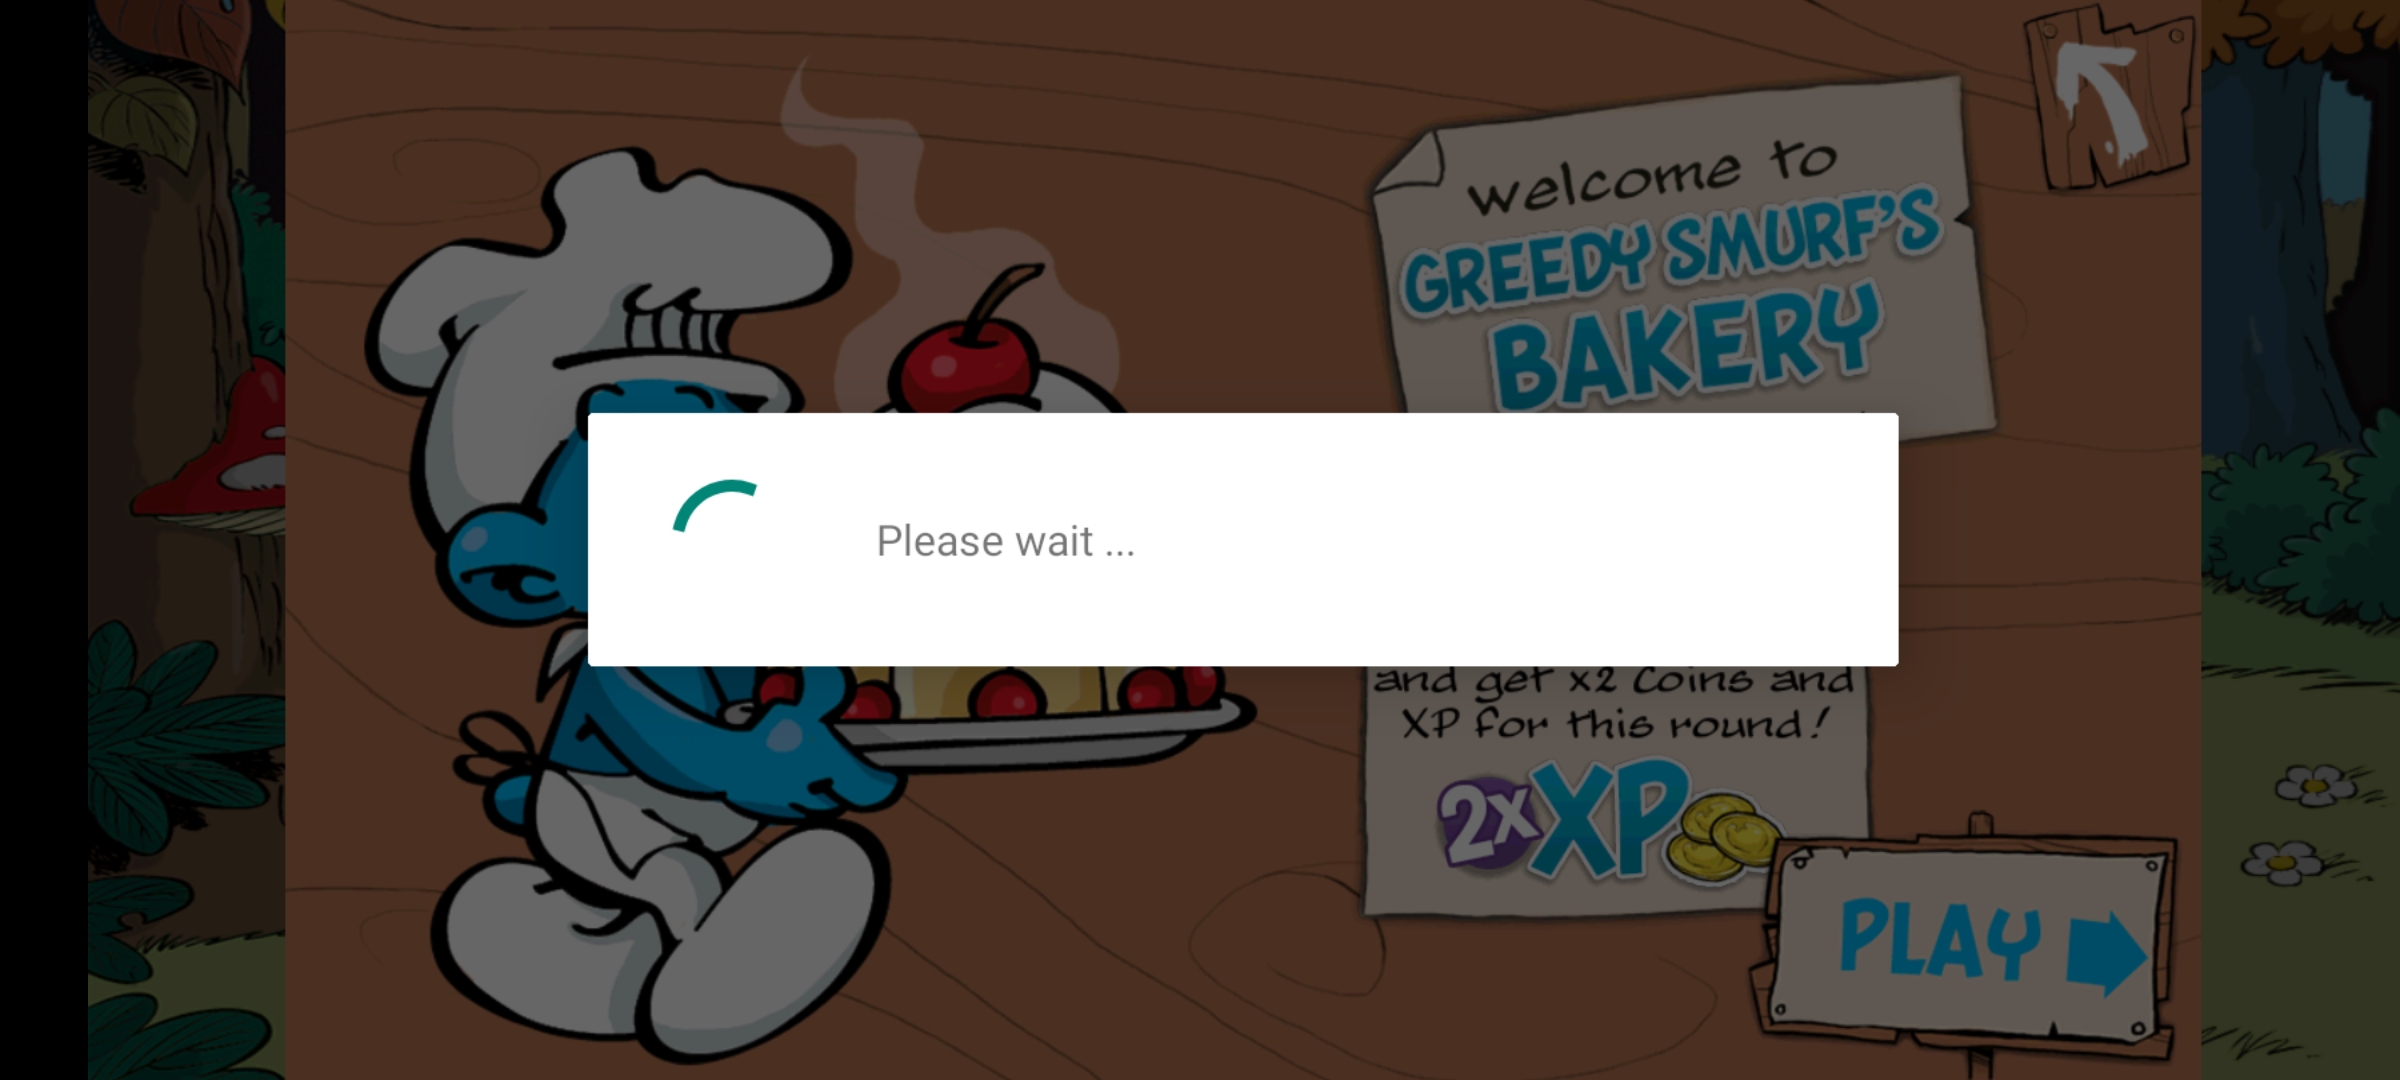 welcome to
GREEDY SMURF'S
BAKERY
Please wait ...
and get x2 Coins and
XP for this round!
2x XP
PLAY